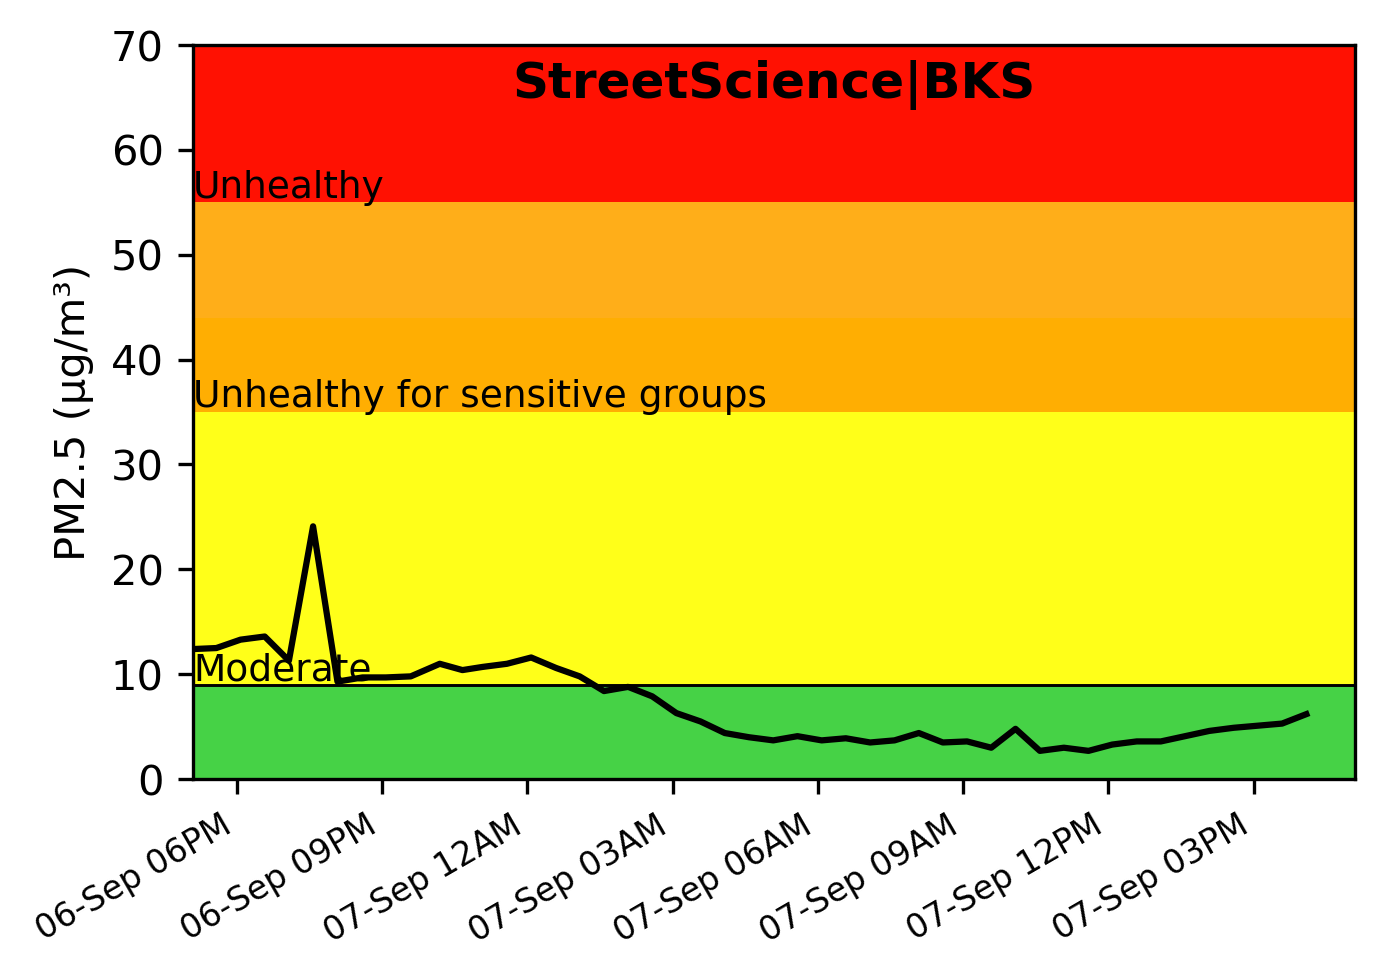 StreetScience|BKS
70
60
50
40
30
20
10
0
PM2.5 (μg/m³)
Unhealthy
Unhealthy for sensitive groups
Moderate
06-Sep 06PM
06-Sep 09PM
07-Sep 12AM
07-Sep 03AM
07-Sep 06AM
07-Sep 09AM
07-Sep 12PM
07-Sep 03PM